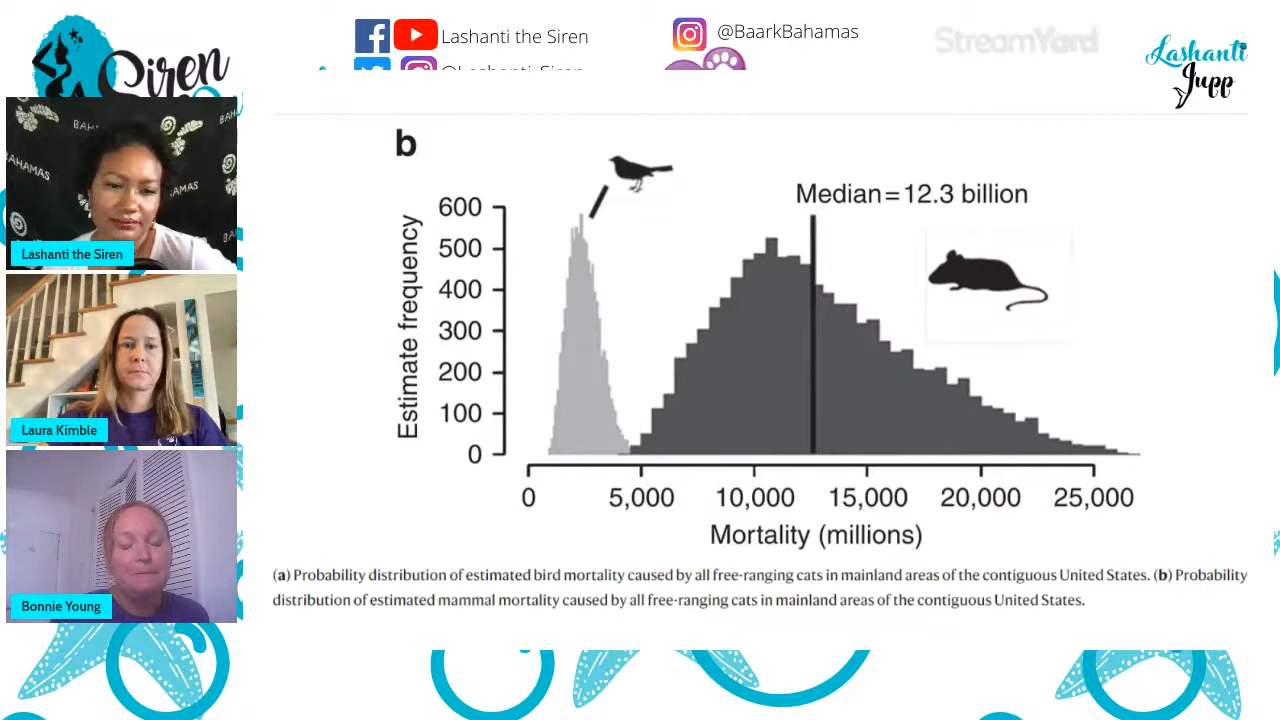 Lashanti the Siren
@BaarkBahamas
StreamYard
Lashanti
Jupp
Siren
BAHAMAS
Lashanti the Siren
Laura Kimble
Bonnie Young
b
Median=12.3 billion
Estimate frequency
600
500
400
300
200
100
0
0 5,000 10,000 15,000 20,000 25,000
Mortality (millions)
(a) Probability distribution of estimated bird mortality caused by all free-ranging cats in mainland areas of the contiguous United States. (b) Probability
distribution of estimated mammal mortality caused by all free-ranging cats in mainland areas of the contiguous United States.